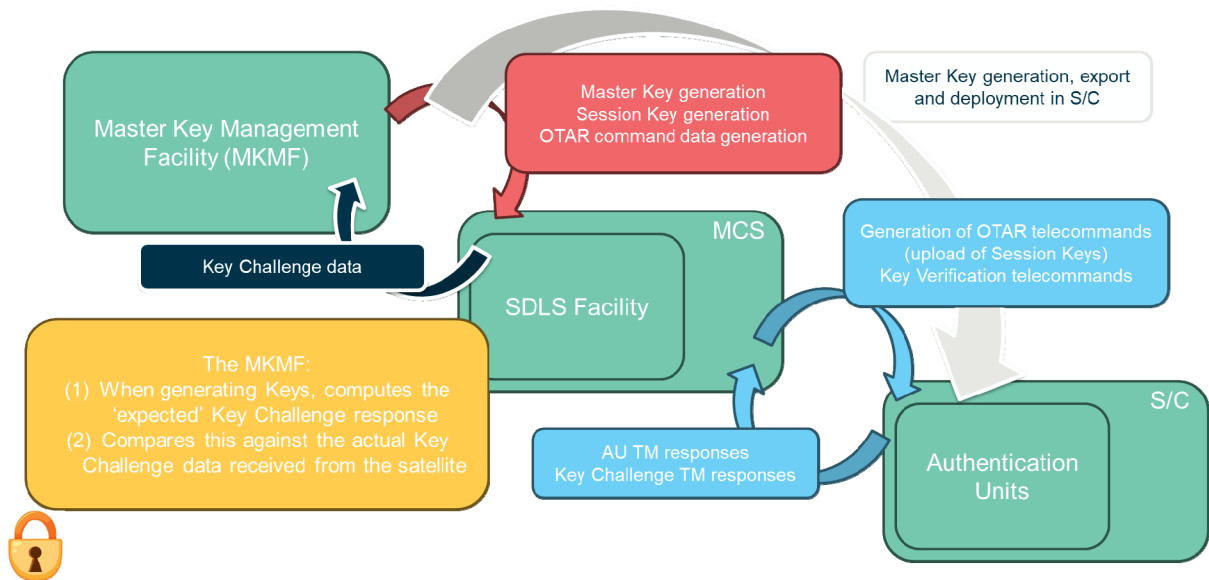 Master Key Management
Facility (MKMF)
Master Key generation
Session Key generation
OTAR command data generation
Master Key generation, export
and deployment in S/C
Key Challenge data
MCS
SDLS Facility
Generation of OTAR telecommands
(upload of Session Keys)
Key Verification telecommands
The MKMF:
(1) When generating Keys, computes the
'expected' Key Challenge response
(2) Compares this against the actual Key
Challenge data received from the satellite
AU TM responses
Key Challenge TM responses
S/C
Authentication
Units